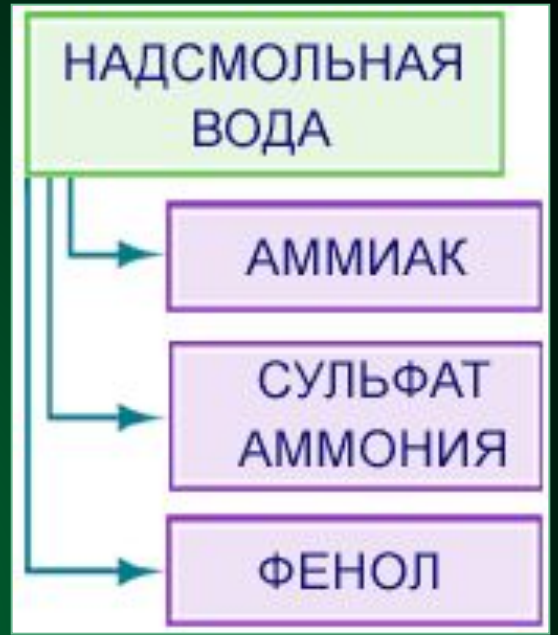 НАДСМОЛЬНАЯ
ВОДА
АММИАК
СУЛЬФАТ
АММОНИЯ
ФЕНОЛ